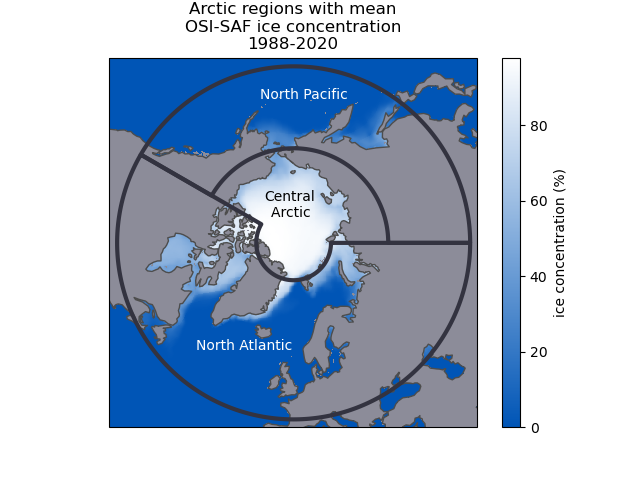 Arctic regions with mean
OSI-SAF ice concentration
1988-2020
North Pacific
Central
Arctic
North Atlantic
80
60
40
20
0
ice concentration (%)